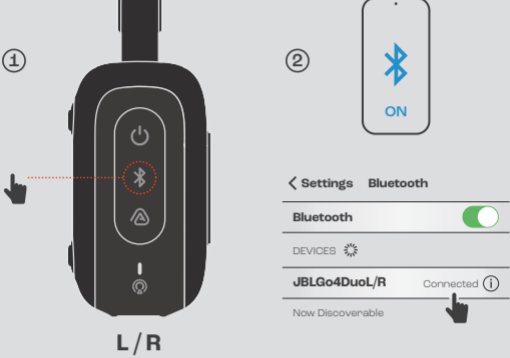 1
2
ON
Settings Bluetooth
Bluetooth
DEVICES
JBLGo4DuoL/R Connected i
Now Discoverable
L/R